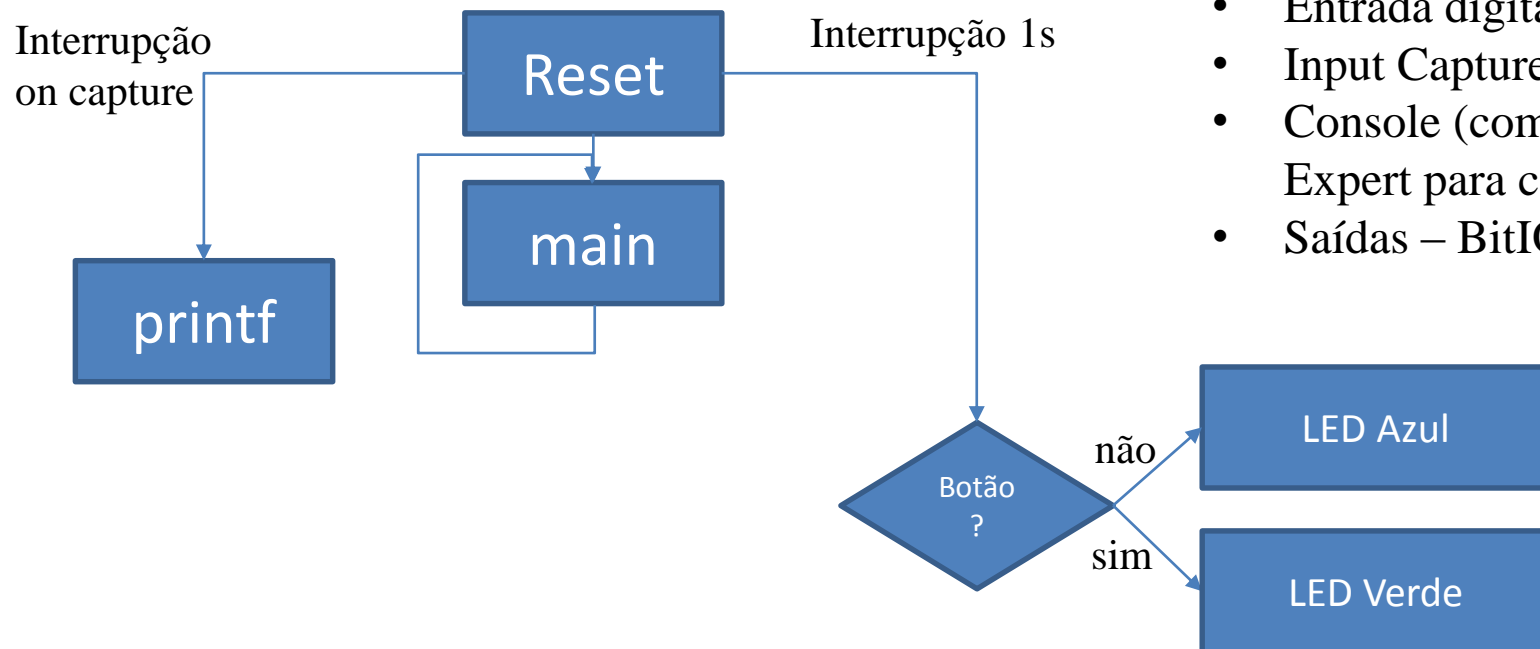 Interrupção
on capture
Reset
Interrupção 1s
main
printf
Botão
?
não
sim
LED Azul
LED Verde
• Entrada
• Input Capture
• Console
Expert para
• Saídas –